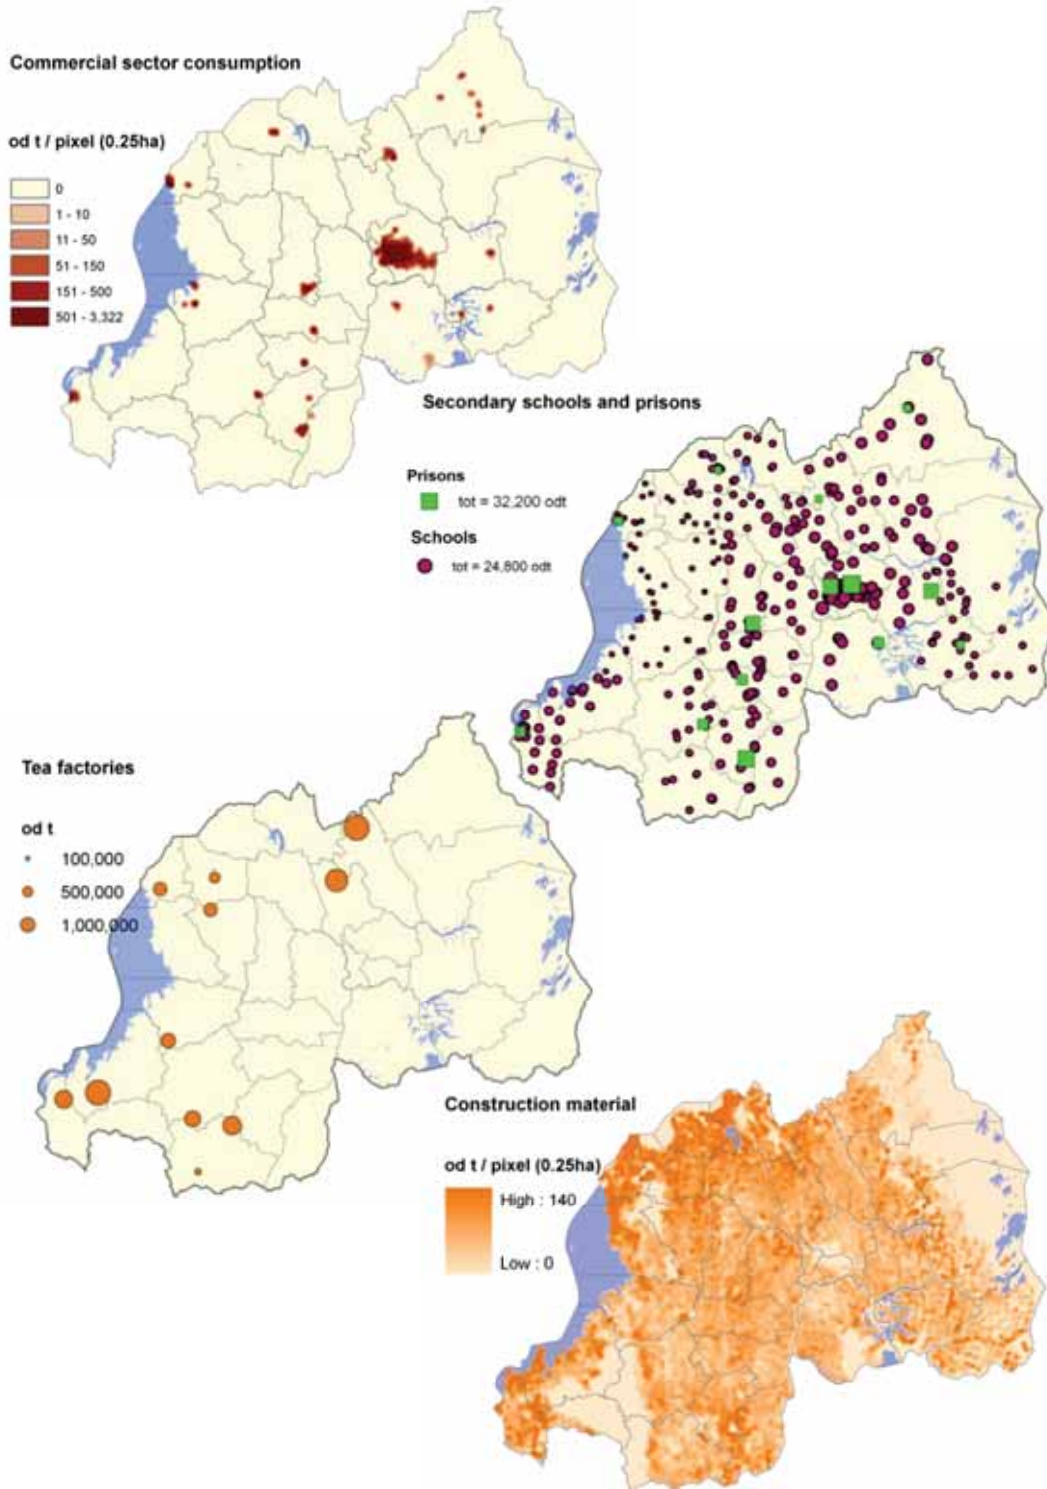 Commercial sector consumption
od t / pixel (0.25ha)
0
1 - 10
11 - 50
51 - 150
151 - 500
501 - 3,322
Secondary schools and prisons
Prisons
tot = 32,200 odt
Schools
tot = 24,800 odt
Tea factories
od t
100,000
500,000
1,000,000
Construction material
od t / pixel (0.25ha)
High : 140
Low : 0